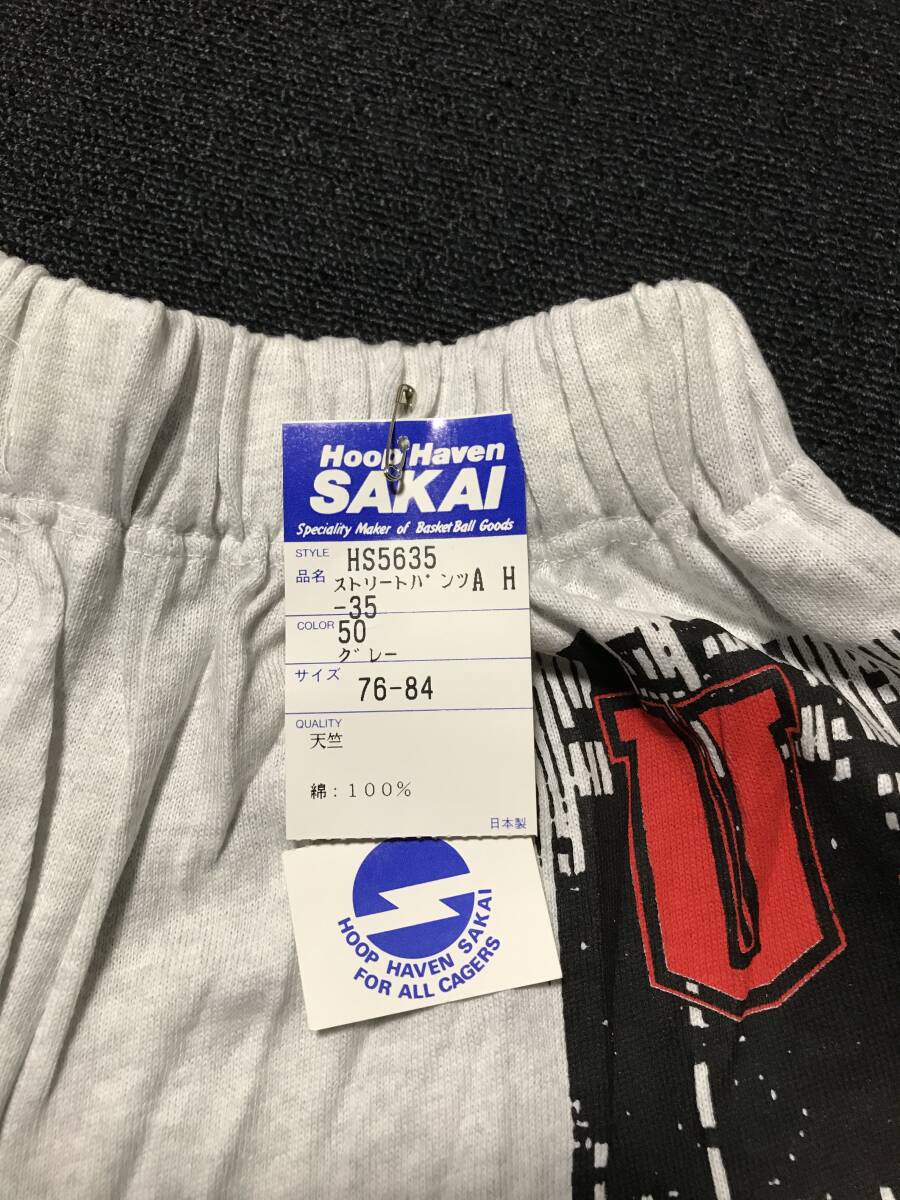 Hoop Haven
SAKAI
Speciality Maker of BasketBall Goods
STYLE HS5635
品名 ストリートパンツA H
-35
COLOR 50
グレー
サイズ 76-84
QUALITY
天竺
綿：100%
日本製
HOOP HAVEN SAKAI
FOR ALL CAGERS
U